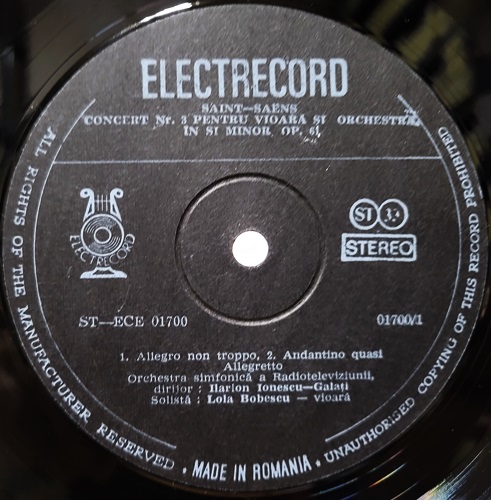 ELECTRECORD
SAINT—SAËNS
CONCERT Nr. 3 PENTRU VIOARĂ ȘI ORCHESTRĂ
ÎN SI MINOR, OP. 61
ELECTRECORD
ST 33
STEREO
ST—ECE 01700
01700/1
1. Allegro non troppo, 2. Andantino quasi
Allegretto
Orchestra simfonică a Radioteleviziunii,
dirijor : Ilarion Ionescu—Galați
Solistă : Lola Bobescu — vioară
ALL RIGHTS OF THE MANUFACTURER RESERVED • MADE IN ROMANIA • UNAUTHORISED COPYING OF THIS RECORD PROHIBITED